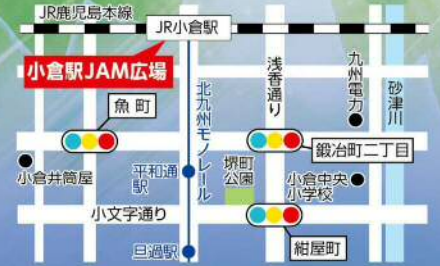 JR鹿児島本線
JR小倉駅
小倉駅JAM広場
魚町
北九州モノレール
浅香通り
九州電力
砂津川
鍛冶町二丁目
小倉井筒屋
平和通
駅
堺町
公園
小倉中央
小学校
小文字通り
紺屋町
旦過駅